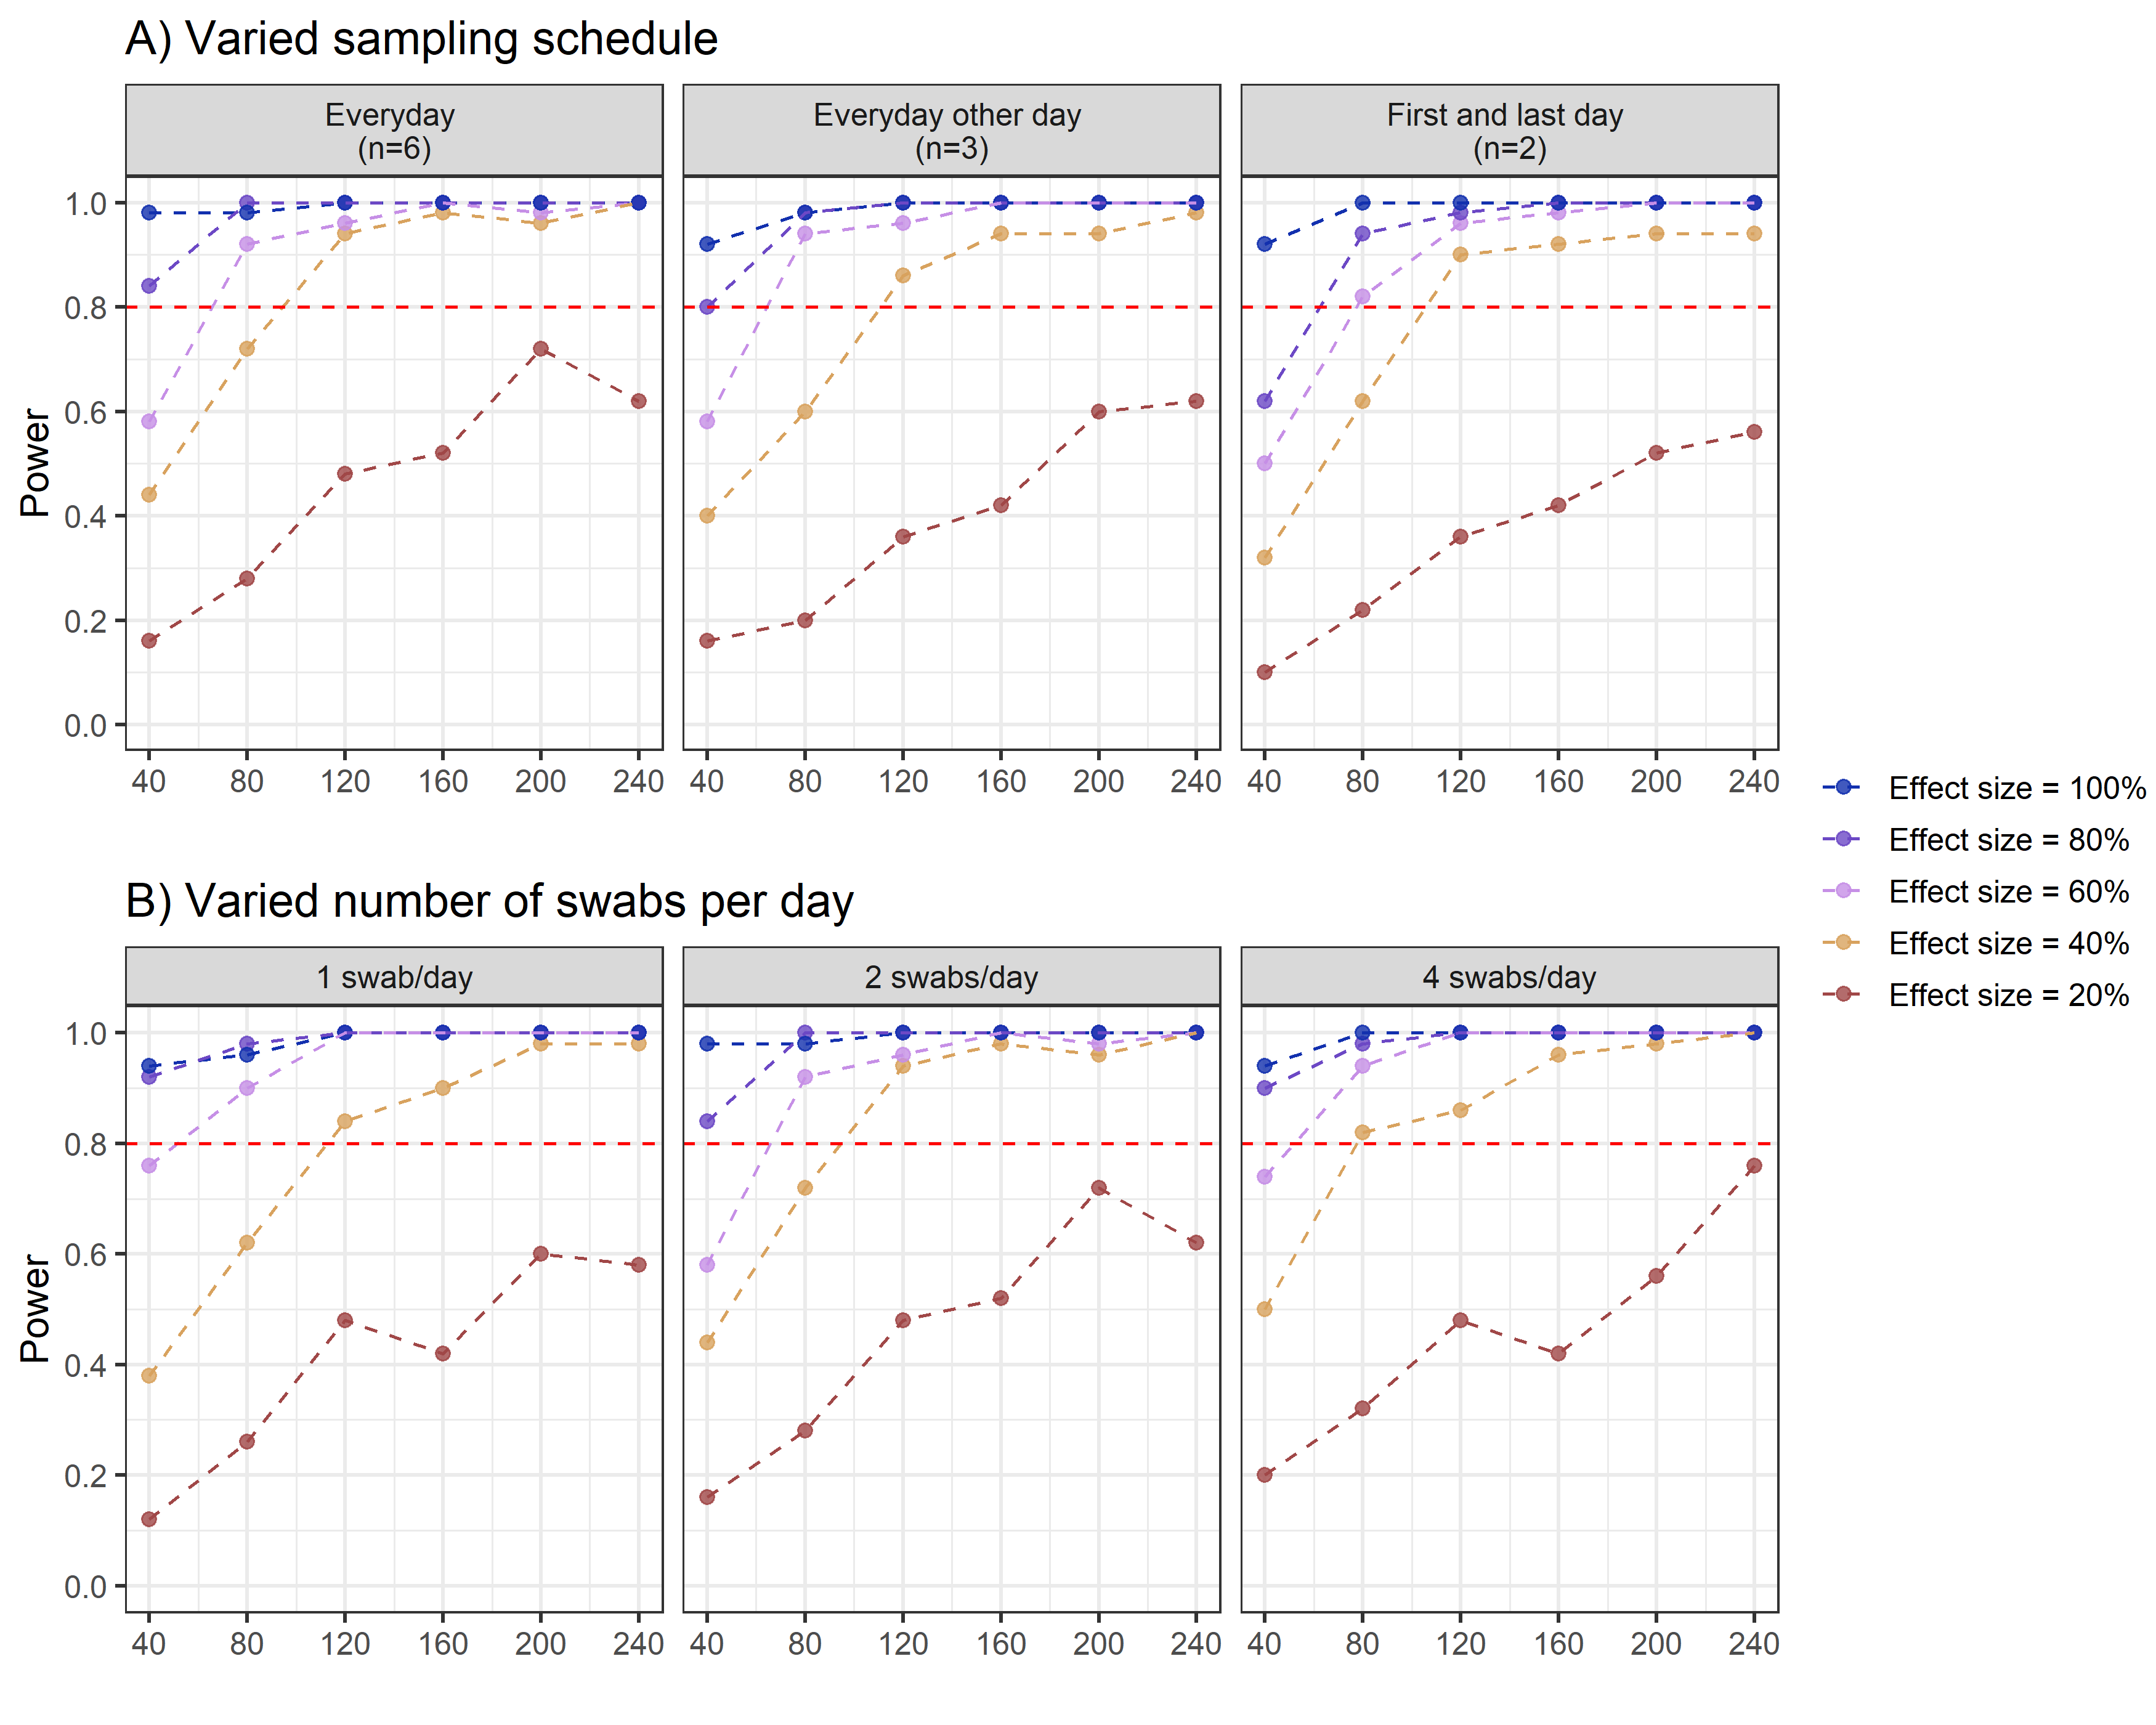 A) Varied sampling schedule
Everyday
(n=6)
Everyday other day
(n=3)
First and last day
(n=2)
Power
1.0
0.8
0.6
0.4
0.2
0.0
40 80 120 160 200 240
40 80 120 160 200 240
40 80 120 160 200 240
Effect size = 100%
Effect size = 80%
Effect size = 60%
Effect size = 40%
Effect size = 20%
B) Varied number of swabs per day
1 swab/day
2 swabs/day
4 swabs/day
Power
1.0
0.8
0.6
0.4
0.2
0.0
40 80 120 160 200 240
40 80 120 160 200 240
40 80 120 160 200 240